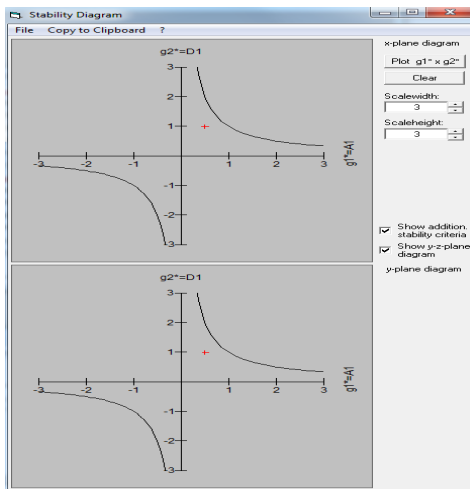 Stability Diagram
File Copy to Clipboard ?
g2*=D1
3
2
1
-3 -2 -1 1 2 3
-1
-2
-3
g1*=A1
x-plane diagram
Plot g1* x g2*
Clear
Scalewidth:
3
Scaleheight:
3
Show addition.
stability criteria
Show y-z-plane
diagram
y-plane diagram
g2*=D1
3
2
1
-3 -2 -1 1 2 3
-1
-2
-3
g1*=A1